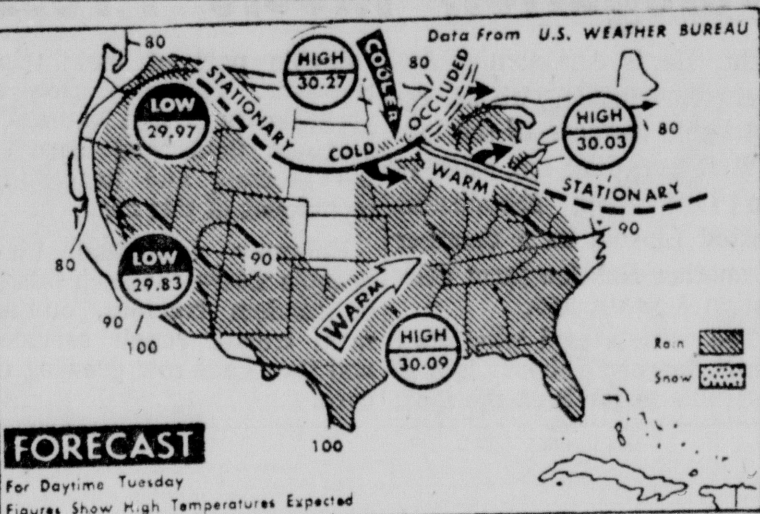 Data From U.S. WEATHER BUREAU
80
HIGH
30.27
COOLER
80
OCCLUDED
STATIONARY
LOW
29.97
HIGH
30.03
80
COLD
WARM
STATIONARY
90
LOW
29.83
90
80
90
100
WARM
HIGH
30.09
Rain
Snow
100
FORECAST
For Daytime Tuesday
Figures Show High Temperatures Expected